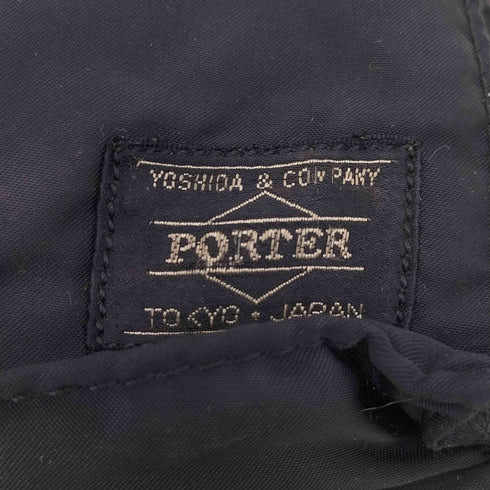 YOSHIDA & COMPANY
PORTER
TOKYO • JAPAN